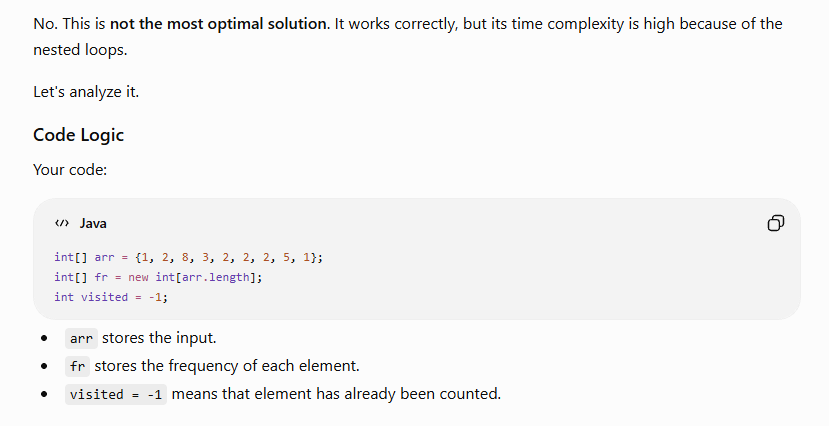 No. This is not the most optimal solution. It works correctly, but its time complexity is high because of the
nested loops.
Let's analyze it.
Code Logic
Your code:
</> Java
int[] arr = {1, 2, 8, 3, 2, 2, 2, 5, 1};
int[] fr = new int[arr.length];
int visited = -1;
• arr stores the input.
• fr stores the frequency of each element.
• visited = -1 means that element has already been counted.